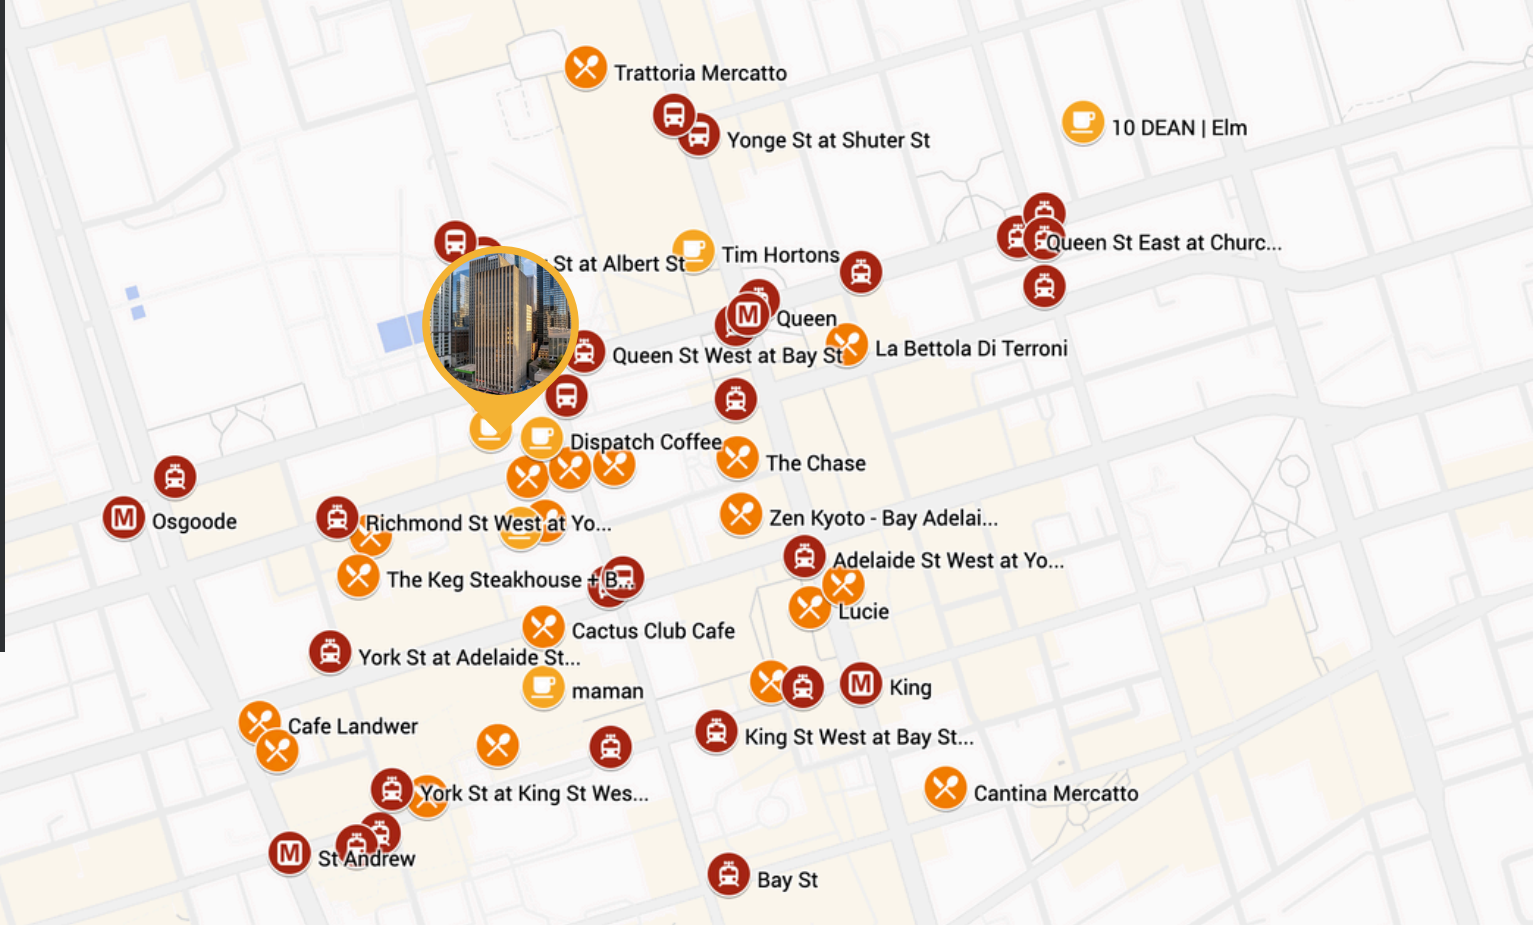 Trattoria Mercatto
Yonge St at Shuter St
10 DEAN | Elm
Queen St East at Churc...
St at Albert St
Tim Hortons
M Queen
Queen St West at Bay St
La Bettola Di Terroni
Dispatch Coffee
The Chase
M Osgoode
Richmond St West at Yo...
Zen Kyoto - Bay Adelai...
Adelaide St West at Yo...
The Keg Steakhouse + B...
Lucie
Cactus Club Cafe
York St at Adelaide St...
maman
M King
Cafe Landwer
King St West at Bay St...
York St at King St Wes...
Cantina Mercatto
M St Andrew
Bay St